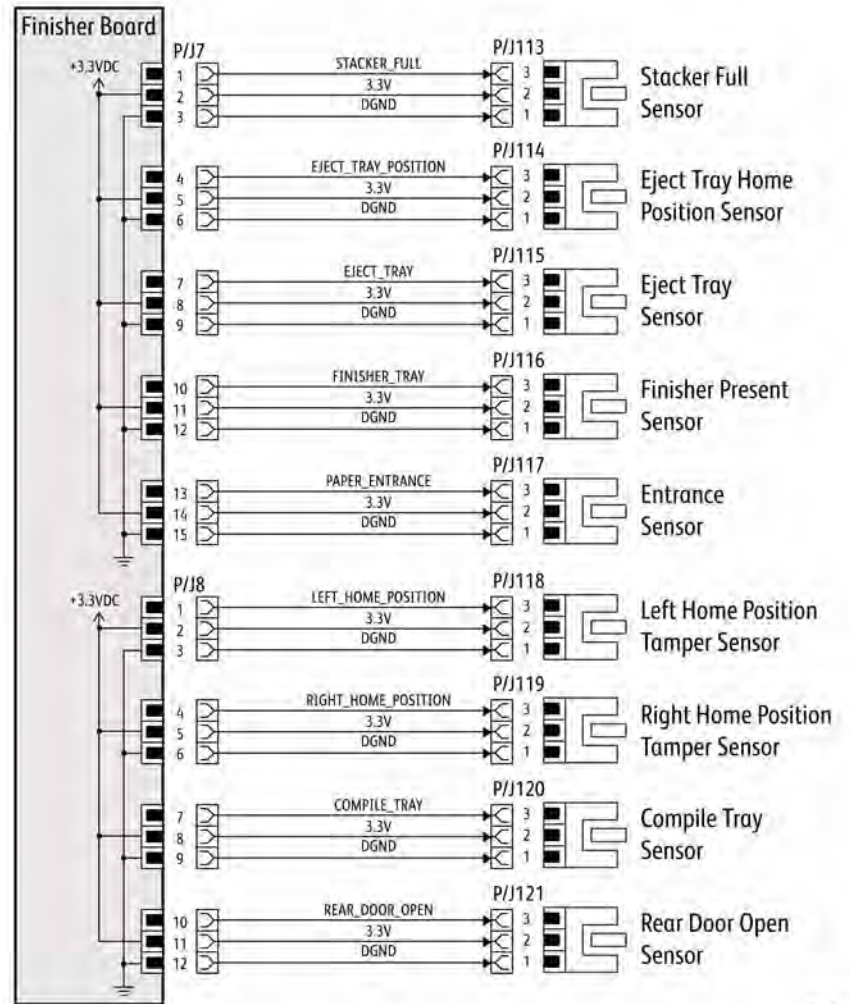 Finisher Board
P/J7
P/J113
+3.3VDC
STACKER_FULL
1
3
3.3V
2
2
DGND
3
1
Stacker Full
Sensor
P/J114
EJECT_TRAY_POSITION
4
3
3.3V
5
2
DGND
6
1
Eject Tray Home
Position Sensor
P/J115
EJECT_TRAY
7
3
3.3V
8
2
DGND
9
1
Eject Tray
Sensor
P/J116
FINISHER_TRAY
10
3
3.3V
11
2
DGND
12
1
Finisher Present
Sensor
P/J117
PAPER_ENTRANCE
13
3
3.3V
14
2
DGND
15
1
Entrance
Sensor
P/J8
P/J118
+3.3VDC
LEFT_HOME_POSITION
1
3
3.3V
2
2
DGND
3
1
Left Home Position
Tamper Sensor
P/J119
RIGHT_HOME_POSITION
4
3
3.3V
5
2
DGND
6
1
Right Home Position
Tamper Sensor
P/J120
COMPILE_TRAY
7
3
3.3V
8
2
DGND
9
1
Compile Tray
Sensor
P/J121
REAR_DOOR_OPEN
10
3
3.3V
11
2
DGND
12
1
Rear Door Open
Sensor